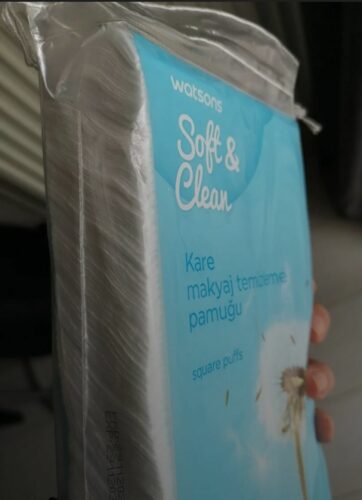 watsons
Soft &
Clean
Kare
makyaj temizleme
pamuğu
square puffs